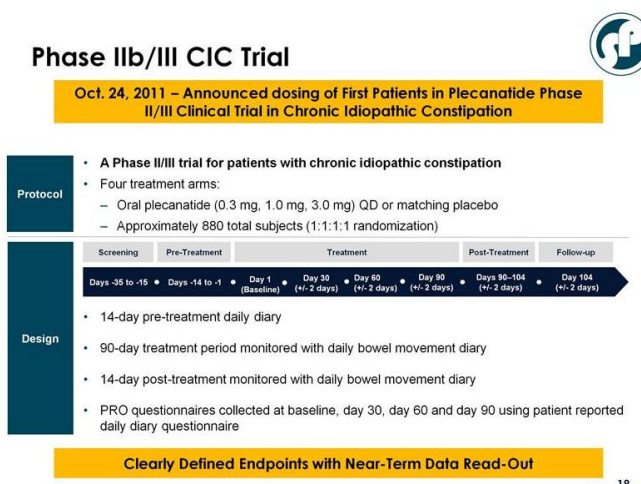 Phase IIb/III CIC Trial
SP
Oct. 24, 2011 – Announced dosing of First Patients in Plecanatide Phase
II/III Clinical Trial in Chronic Idiopathic Constipation
Protocol
• A Phase II/III trial for patients with chronic idiopathic constipation
• Four treatment arms:
– Oral plecanatide (0.3 mg, 1.0 mg, 3.0 mg) QD or matching placebo
– Approximately 880 total subjects (1:1:1:1 randomization)
Screening Pre-Treatment Treatment Post-Treatment Follow-up
Days -35 to -15 • Days -14 to -1 • Day 1 • Day 30 • Day 60 • Day 90 • Days 90–104 • Day 104
(Baseline) (+/- 2 days) (+/- 2 days) (+/- 2 days) (+/- 2 days) (+/- 2 days)
Design
• 14-day pre-treatment daily diary
• 90-day treatment period monitored with daily bowel movement diary
• 14-day post-treatment monitored with daily bowel movement diary
• PRO questionnaires collected at baseline, day 30, day 60 and day 90 using patient reported
daily diary questionnaire
Clearly Defined Endpoints with Near-Term Data Read-Out